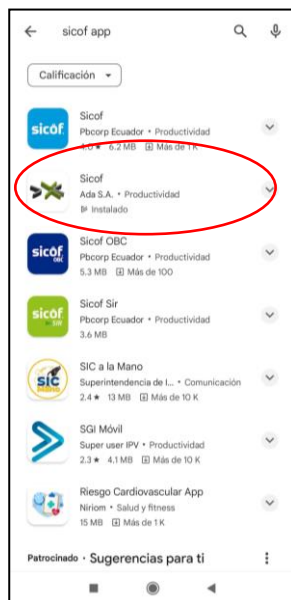 sicof app
Calificación
sicof
Sicof
Pbcorp Ecuador • Productividad
4.0 ★ 6.2 MB Más de 1 K
Sicof
Ada S.A. • Productividad
Instalado
sicof
OBC
Sicof OBC
Pbcorp Ecuador • Productividad
5.3 MB Más de 100
sicof
SIR
Sicof Sir
Pbcorp Ecuador • Productividad
3.6 MB
SIC
SIC a la Mano
Superintendencia de I... • Comunicación
2.4 ★ 13 MB Más de 10 K
SGI Móvil
Super user IPV • Productividad
2.3 ★ 4.1 MB Más de 10 K
Riesgo Cardiovascular App
Niriom • Salud y fitness
15 MB Más de 1 K
Patrocinado • Sugerencias para ti